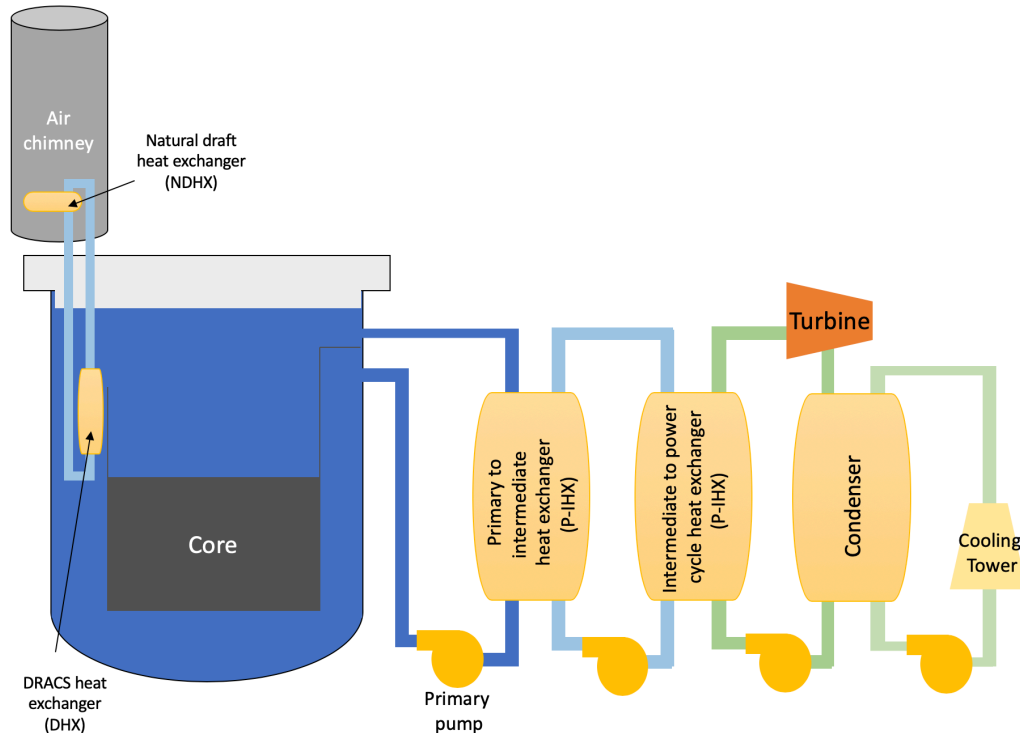 Air
chimney
Natural draft
heat exchanger
(NDHX)
Turbine
Primary to
intermediate
heat exchanger
(P-IHX)
Intermediate to power
cycle heat exchanger
(P-IHX)
Condenser
Cooling
Tower
Core
DRACS heat
exchanger
(DHX)
Primary
pump